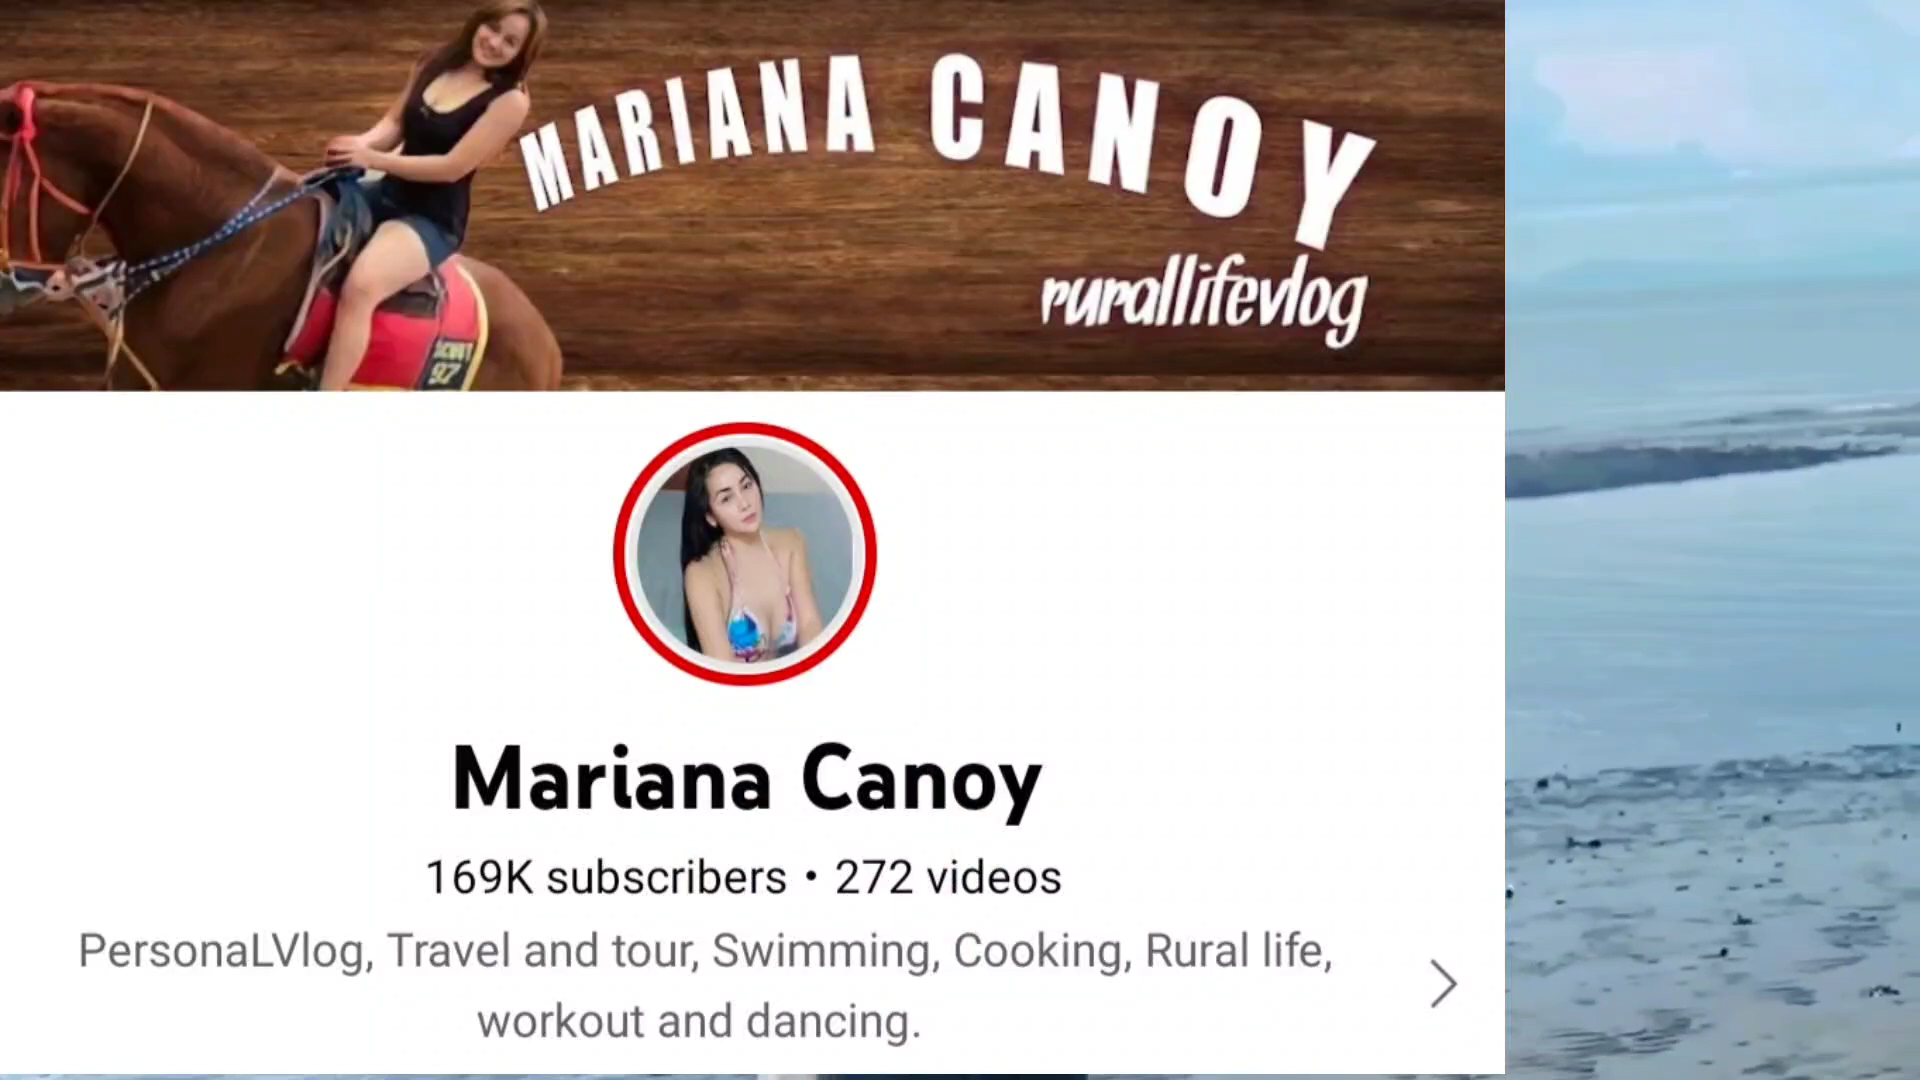 MARIANA CANOY
rurallifevlog
97
Mariana Canoy
169K subscribers • 272 videos
PersonaLVlog, Travel and tour, Swimming, Cooking, Rural life,
workout and dancing.